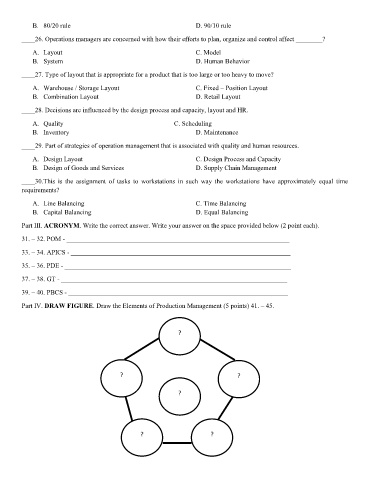 B. 80/20 rule D. 90/10 rule
____26. Operations managers are concerned with how their efforts to plan, organize and control affect ________?
A. Layout C. Model
B. System D. Human Behavior
____27. Type of layout that is appropriate for a product that is too large or too heavy to move?
A. Warehouse / Storage Layout C. Fixed – Position Layout
B. Combination Layout D. Retail Layout
____28. Decisions are influenced by the design process and capacity, layout and HR.
A. Quality C. Scheduling
B. Inventory D. Maintenance
____29. Part of strategies of operation management that is associated with quality and human resources.
A. Design Layout C. Design Process and Capacity
B. Design of Goods and Services D. Supply Chain Management
____30.This is the assignment of tasks to workstations in such way the workstations have approximately equal time
requirements?
A. Line Balancing C. Time Balancing
B. Capital Balancing D. Equal Balancing
Part III. ACRONYM. Write the correct answer. Write your answer on the space provided below (2 point each).
31. – 32. POM - ____________________
33. – 34. APICS - ____________________
35. – 36. PDE - ____________________
37. – 38. GT - ____________________
39. – 40. PBCS - ____________________
Part IV. DRAW FIGURE. Draw the Elements of Production Management (5 points) 41. – 45.
?
? ?
?
? ?